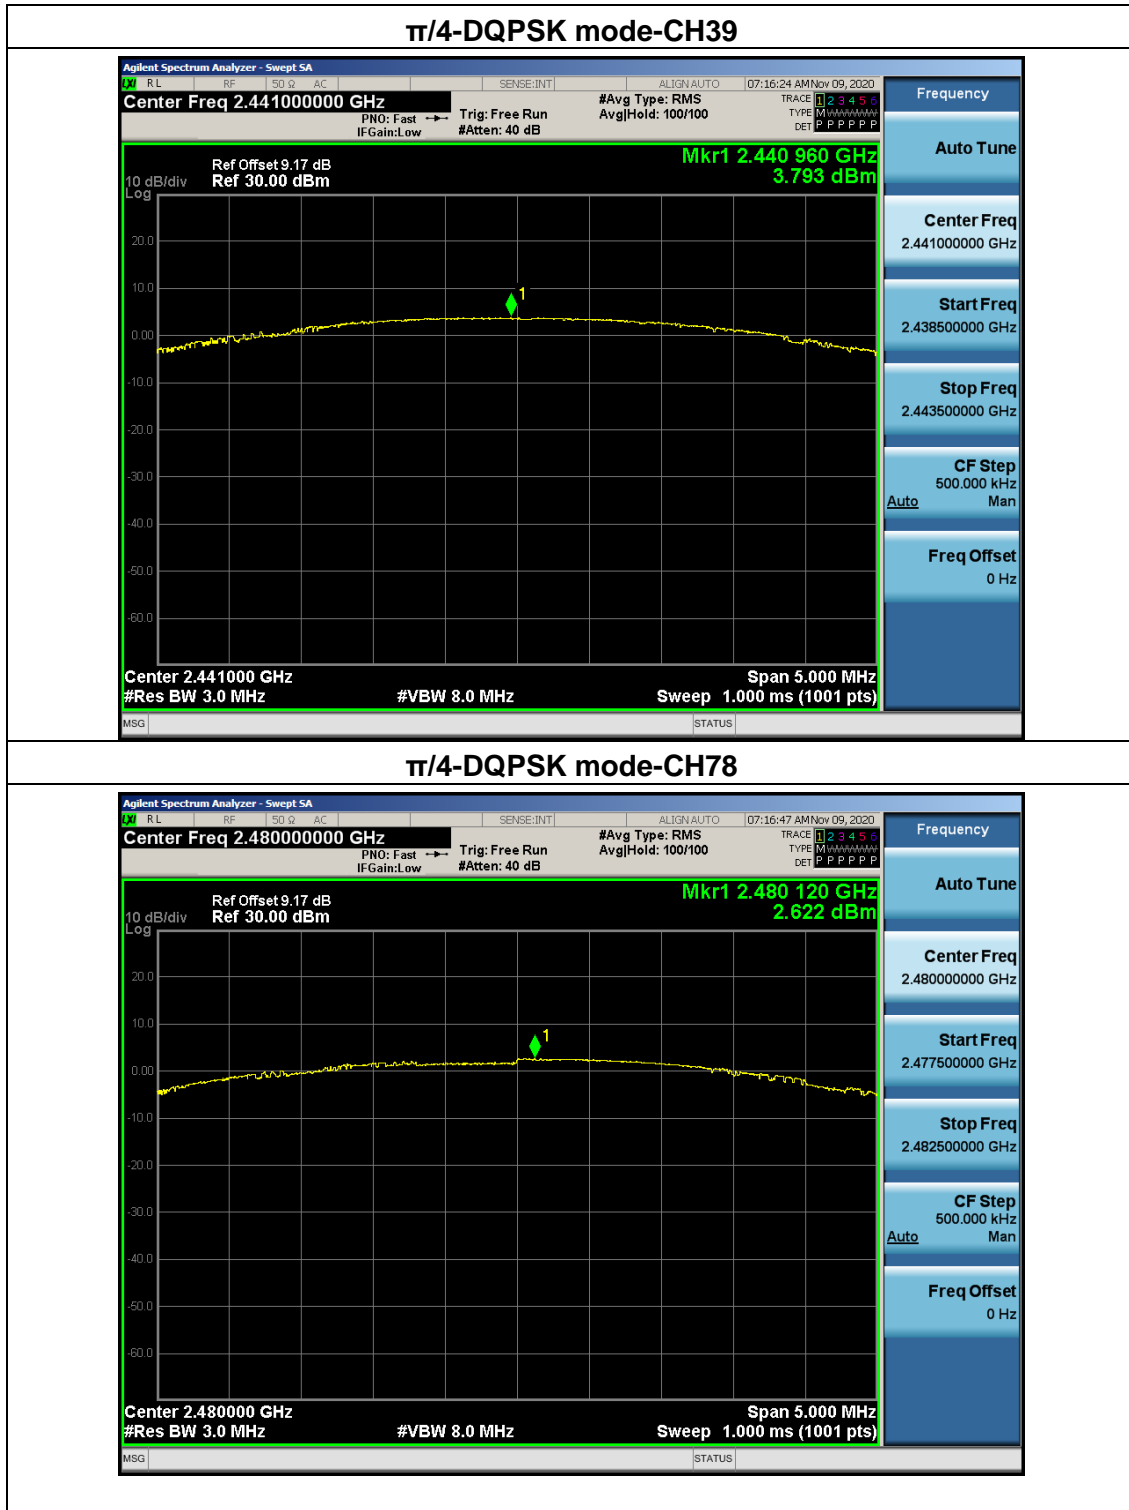 π/4-DQPSK mode-CH39
Agilent Spectrum Analyzer - Swept SA
LXI RL RF 50 Ω AC SENSE:INT ALIGN AUTO 07:16:24 AM Nov 09, 2020
Center Freq 2.441000000 GHz
PNO: Fast
IFGain:Low
Trig: Free Run
#Atten: 40 dB
#Avg Type: RMS
Avg|Hold: 100/100
TRACE 1 2 3 4 5 6
TYPE M
DET P P P P P P
Frequency
Mkr1 2.440 960 GHz
3.793 dBm
Ref Offset 9.17 dB
10 dB/div Ref 30.00 dBm
Log
20.0
10.0
0.00
-10.0
-20.0
-30.0
-40.0
-50.0
-60.0
1
Center 2.441000 GHz
Span 5.000 MHz
#Res BW 3.0 MHz
#VBW 8.0 MHz
Sweep 1.000 ms (1001 pts)
MSG
STATUS
Auto Tune
Center Freq
2.441000000 GHz
Start Freq
2.438500000 GHz
Stop Freq
2.443500000 GHz
CF Step
500.000 kHz
Auto Man
Freq Offset
0 Hz
π/4-DQPSK mode-CH78
Agilent Spectrum Analyzer - Swept SA
LXI RL RF 50 Ω AC SENSE:INT ALIGN AUTO 07:16:47 AM Nov 09, 2020
Center Freq 2.480000000 GHz
PNO: Fast
IFGain:Low
Trig: Free Run
#Atten: 40 dB
#Avg Type: RMS
Avg|Hold: 100/100
TRACE 1 2 3 4 5 6
TYPE M
DET P P P P P P
Frequency
Mkr1 2.480 120 GHz
2.622 dBm
Ref Offset 9.17 dB
10 dB/div Ref 30.00 dBm
Log
20.0
10.0
0.00
-10.0
-20.0
-30.0
-40.0
-50.0
-60.0
1
Center 2.480000 GHz
Span 5.000 MHz
#Res BW 3.0 MHz
#VBW 8.0 MHz
Sweep 1.000 ms (1001 pts)
MSG
STATUS
Auto Tune
Center Freq
2.480000000 GHz
Start Freq
2.477500000 GHz
Stop Freq
2.482500000 GHz
CF Step
500.000 kHz
Auto Man
Freq Offset
0 Hz